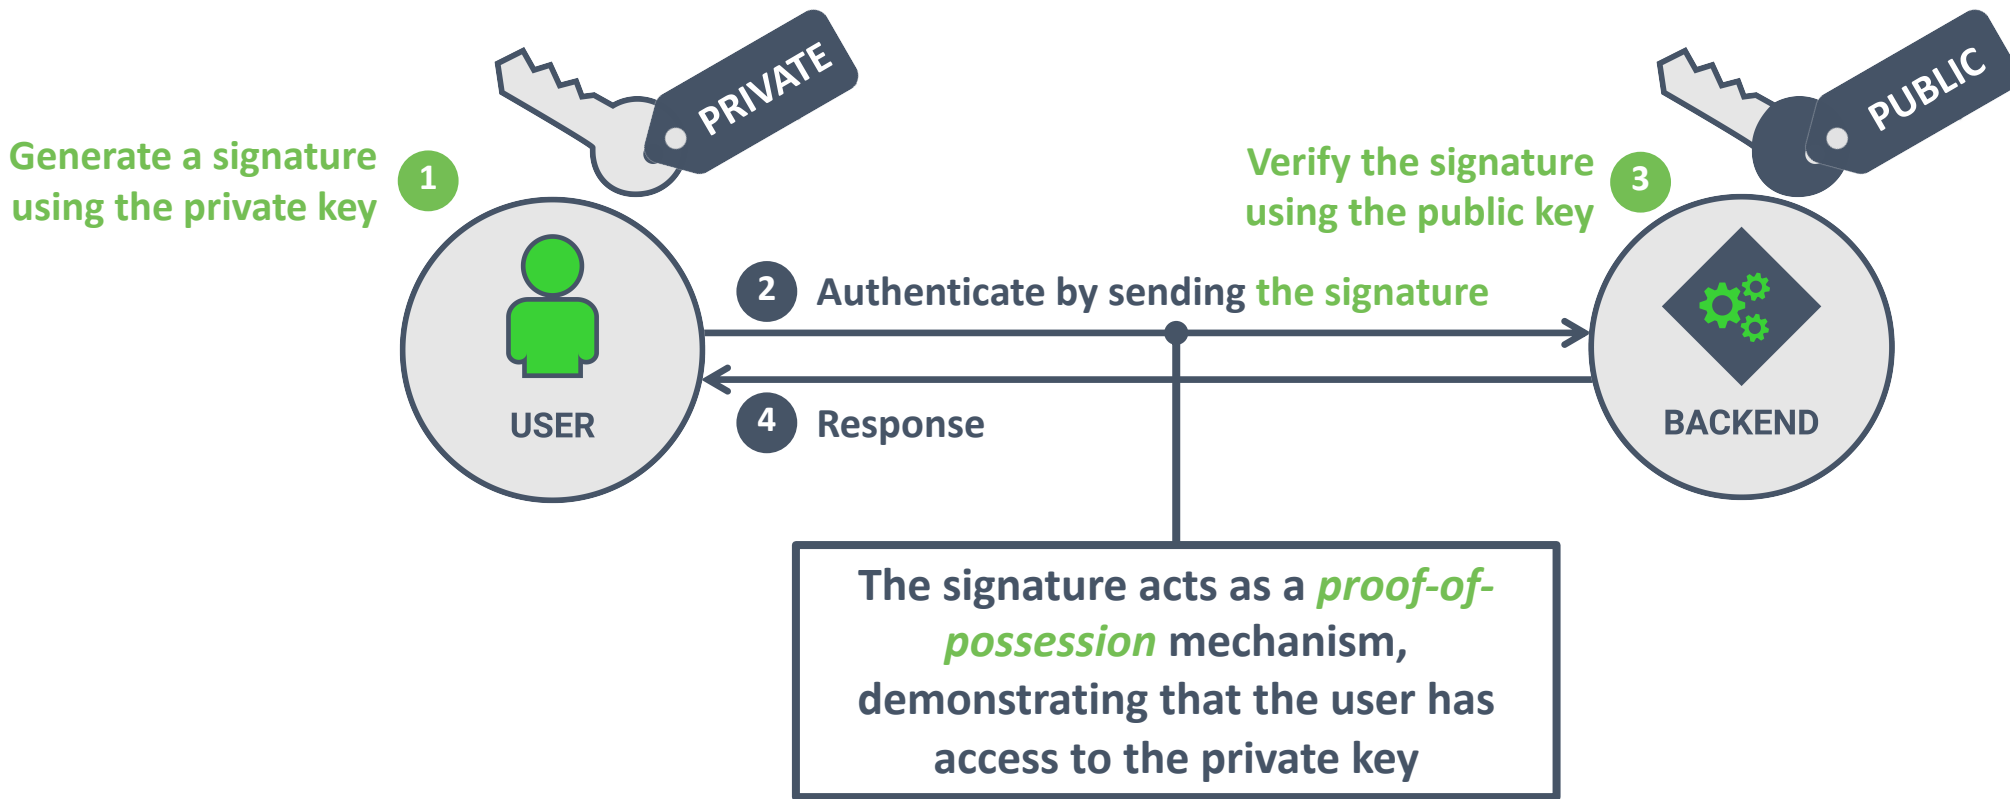 PRIVATE
PUBLIC
Generate a signature
using the private key
1
Verify the signature
using the public key
3
2 Authenticate by sending the signature
4 Response
USER
BACKEND
The signature acts as a proof-of-
possession mechanism,
demonstrating that the user has
access to the private key